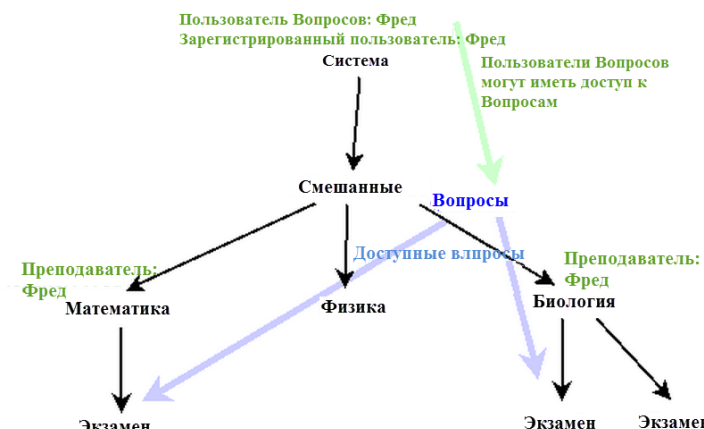 Пользователь Вопросов: Фред
Зарегистрированный пользователь: Фред
Система
Пользователи Вопросов
могут иметь доступ к
Вопросам
Смешанные
Вопросы
Доступные влпросы
Преподаватель:
Фред
Преподаватель:
Фред
Математика
Физика
Биология
Экзамен
Экзамен
Экзамен